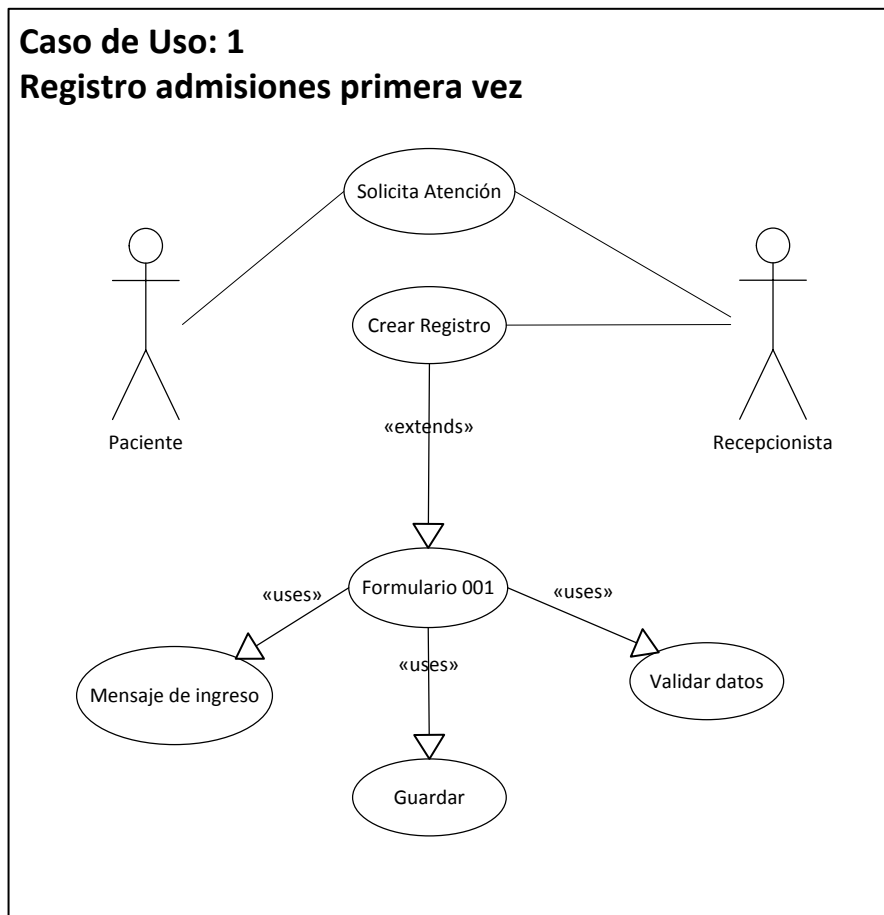 Caso de Uso: 1
Registro admisiones primera vez
Solicita Atención
Crear Registro
«extends»
Paciente
Recepcionista
Formulario 001
«uses»
«uses»
«uses»
Mensaje de ingreso
Validar datos
Guardar